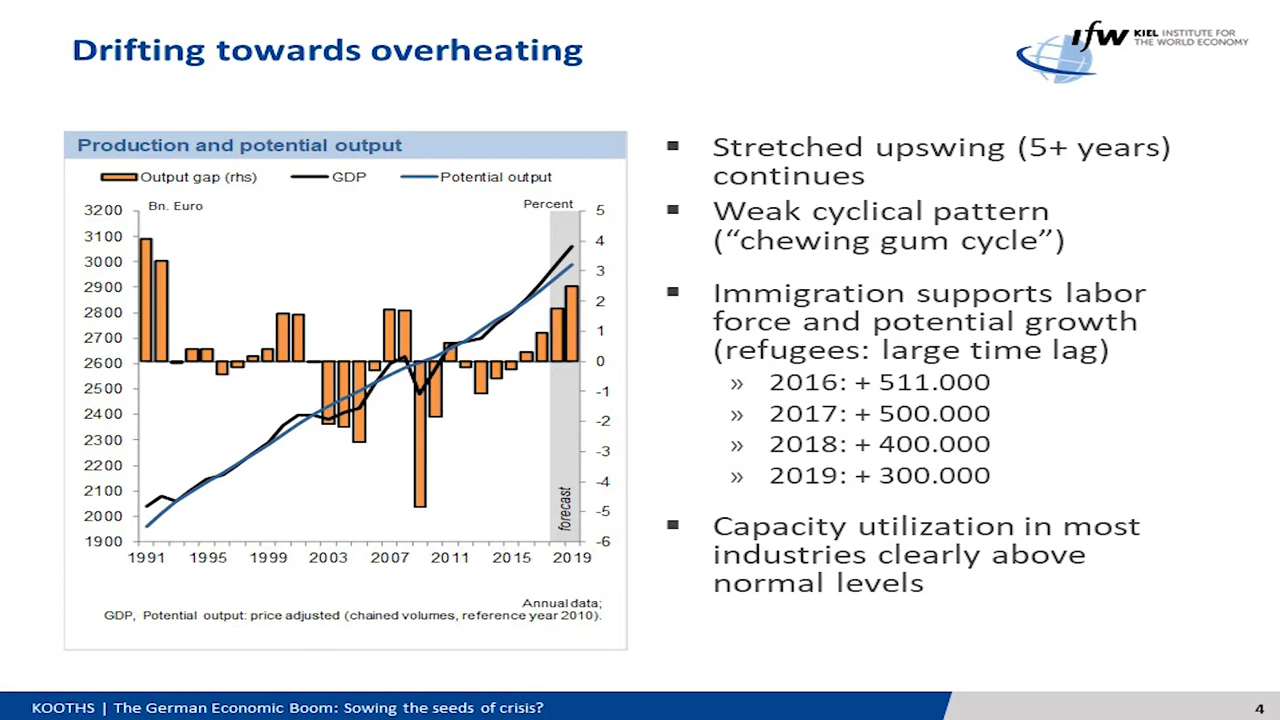 Drifting towards overheating
ifw KIEL INSTITUTE FOR
THE WORLD ECONOMY
Production and potential output
Output gap (rhs) GDP Potential output
Bn. Euro Percent
3200 5
3100 4
3000
2900 3
2800 2
2700 1
2600 0
2500 -1
2400 -2
2300 -3
2200
2100 -4
2000 -5
1900 -6
forecast
1991 1995 1999 2003 2007 2011 2015 2019
Annual data;
GDP, Potential output: price adjusted (chained volumes, reference year 2010).
▪ Stretched upswing (5+ years)
continues
▪ Weak cyclical pattern
(“chewing gum cycle”)
▪ Immigration supports labor
force and potential growth
(refugees: large time lag)
» 2016: + 511.000
» 2017: + 500.000
» 2018: + 400.000
» 2019: + 300.000
▪ Capacity utilization in most
industries clearly above
normal levels
KOOTHS | The German Economic Boom: Sowing the seeds of crisis?
4